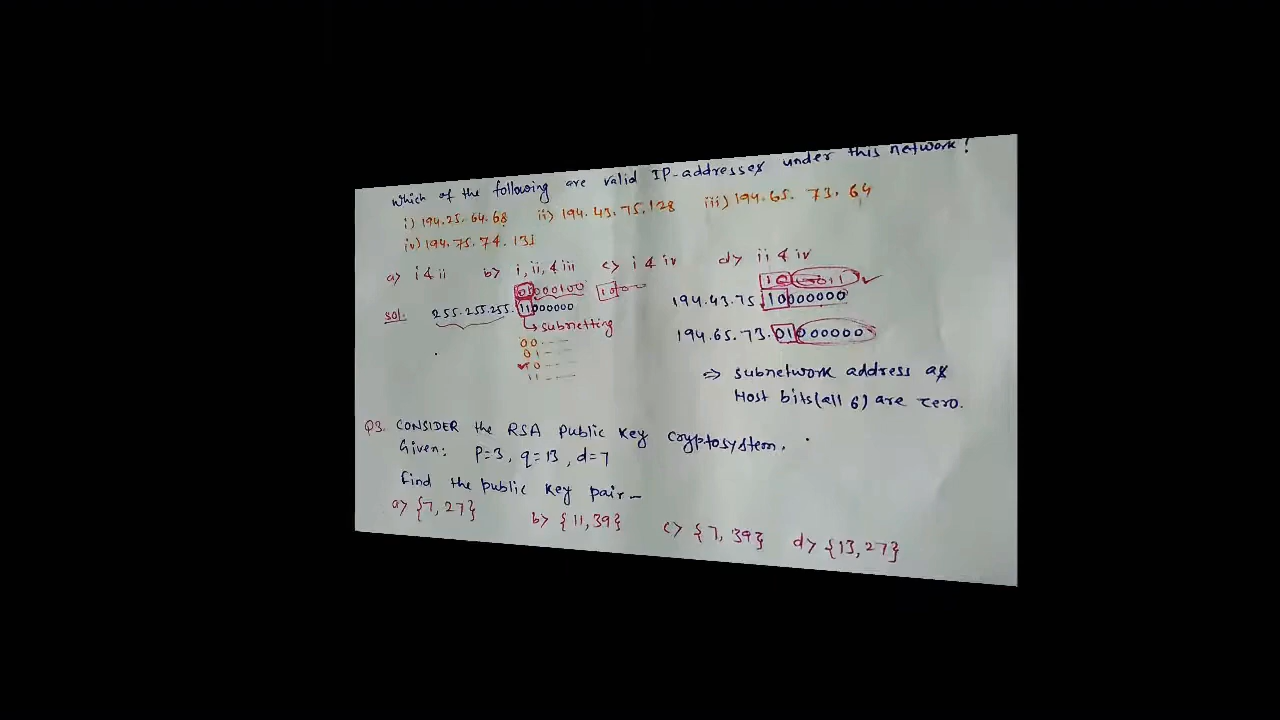 Which of the following are valid IP-addresses under this network?
i) 194.25.64.68 ii) 194.43.75.128 iii) 194.65. 73. 64
iv) 194.75.74.131
a> i & ii b> i, ii, & iii c> i & iv d> ii & iv
01000100 10
sol. 255.255.255.11000000 194.43.75.10000000
subnetting
194.65.73.01000000
00
01
10
11
⇒ subnetwork address as
Host bits (all 6) are zero.
Q3. CONSIDER the RSA Public Key Cryptosystem.
Given: P=3, q=13, d=7
Find the public Key pair-
a> {7, 27} b> {11, 39} c> {7, 39} d> {13, 27}